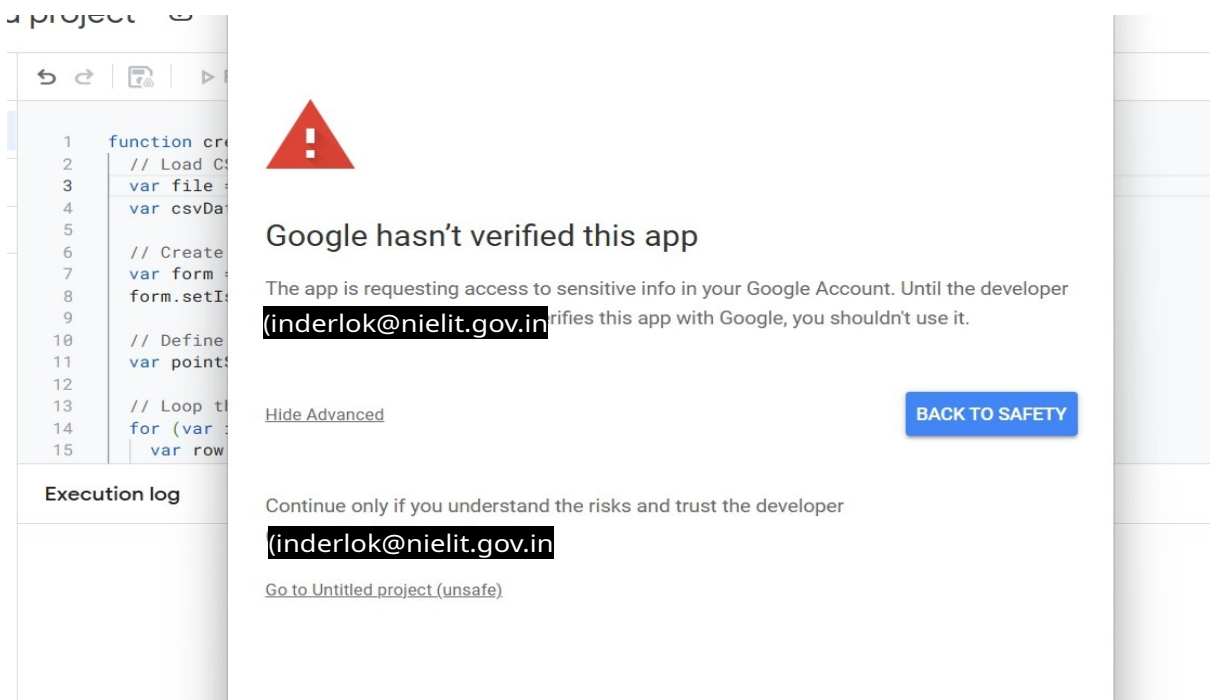 project
1 function cre
2 // Load CS
3 var file =
4 var csvDat
5
6 // Create
7 var form =
8 form.setIs
9
10 // Define
11 var pointS
12
13 // Loop th
14 for (var i
15 var row
Execution log
Google hasn't verified this app
The app is requesting access to sensitive info in your Google Account. Until the developer
(inderlok@nielit.gov.in rifies this app with Google, you shouldn't use it.
Hide Advanced
BACK TO SAFETY
Continue only if you understand the risks and trust the developer
(inderlok@nielit.gov.in
Go to Untitled project (unsafe)